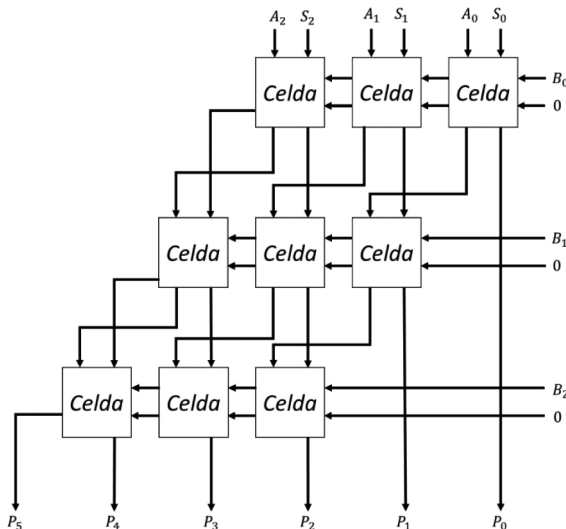 A₂ S₂ A₁ S₁ A₀ S₀
Celda Celda Celda B₀
0
Celda Celda Celda B₁
0
Celda Celda Celda B₂
0
P₅ P₄ P₃ P₂ P₁ P₀